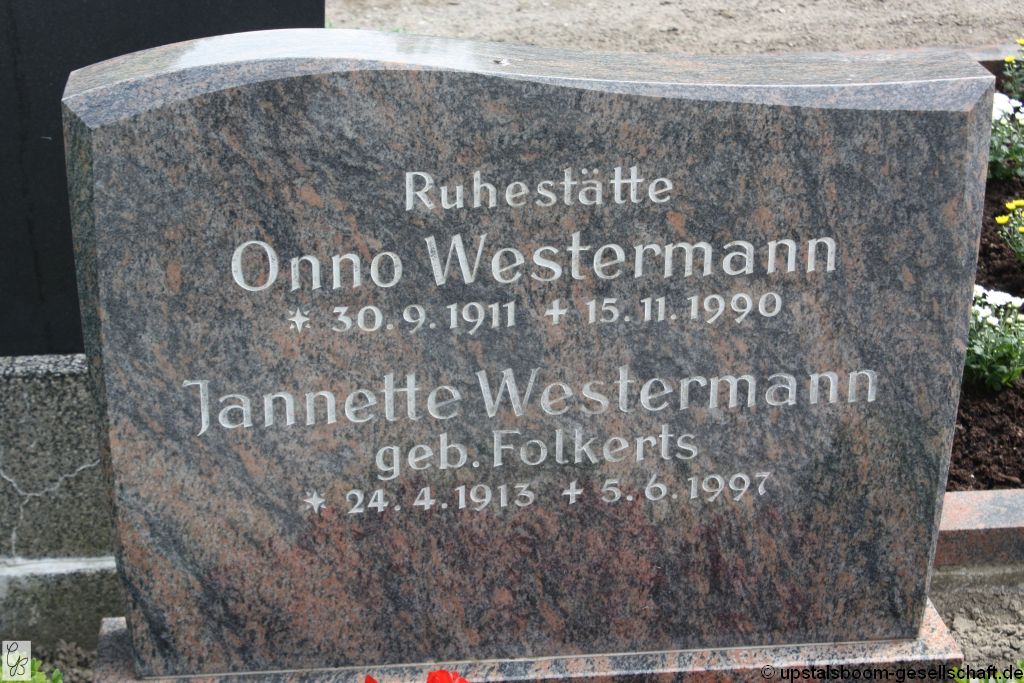 Ruhestätte
Onno Westermann
* 30.9.1911 + 15.11.1990
Jannette Westermann
geb. Folkerts
* 24.4.1913 + 5.6.1997
© upstalsboom-gesellschaft.de